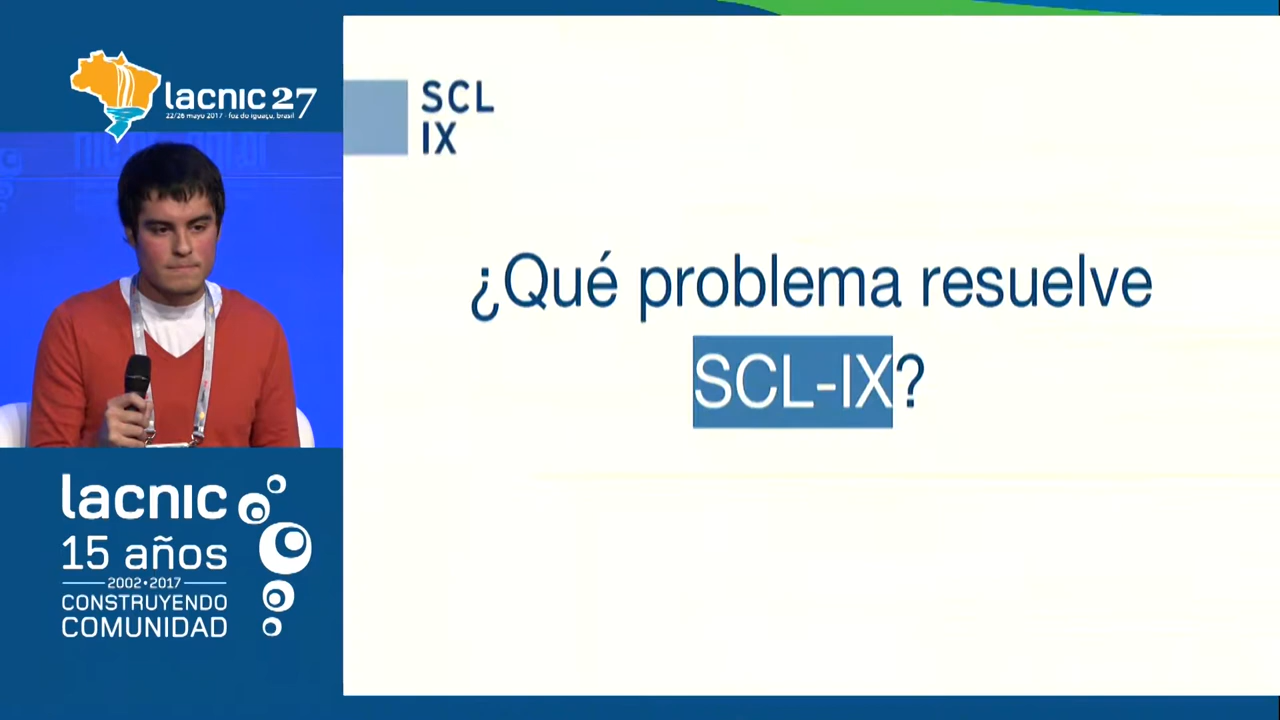 lacnic 27
22/26 mayo 2017 - foz do iguaçu, brasil
SCL
IX
¿Qué problema resuelve
SCL-IX?
lacnic
15 años
2002•2017
CONSTRUYENDO
COMUNIDAD